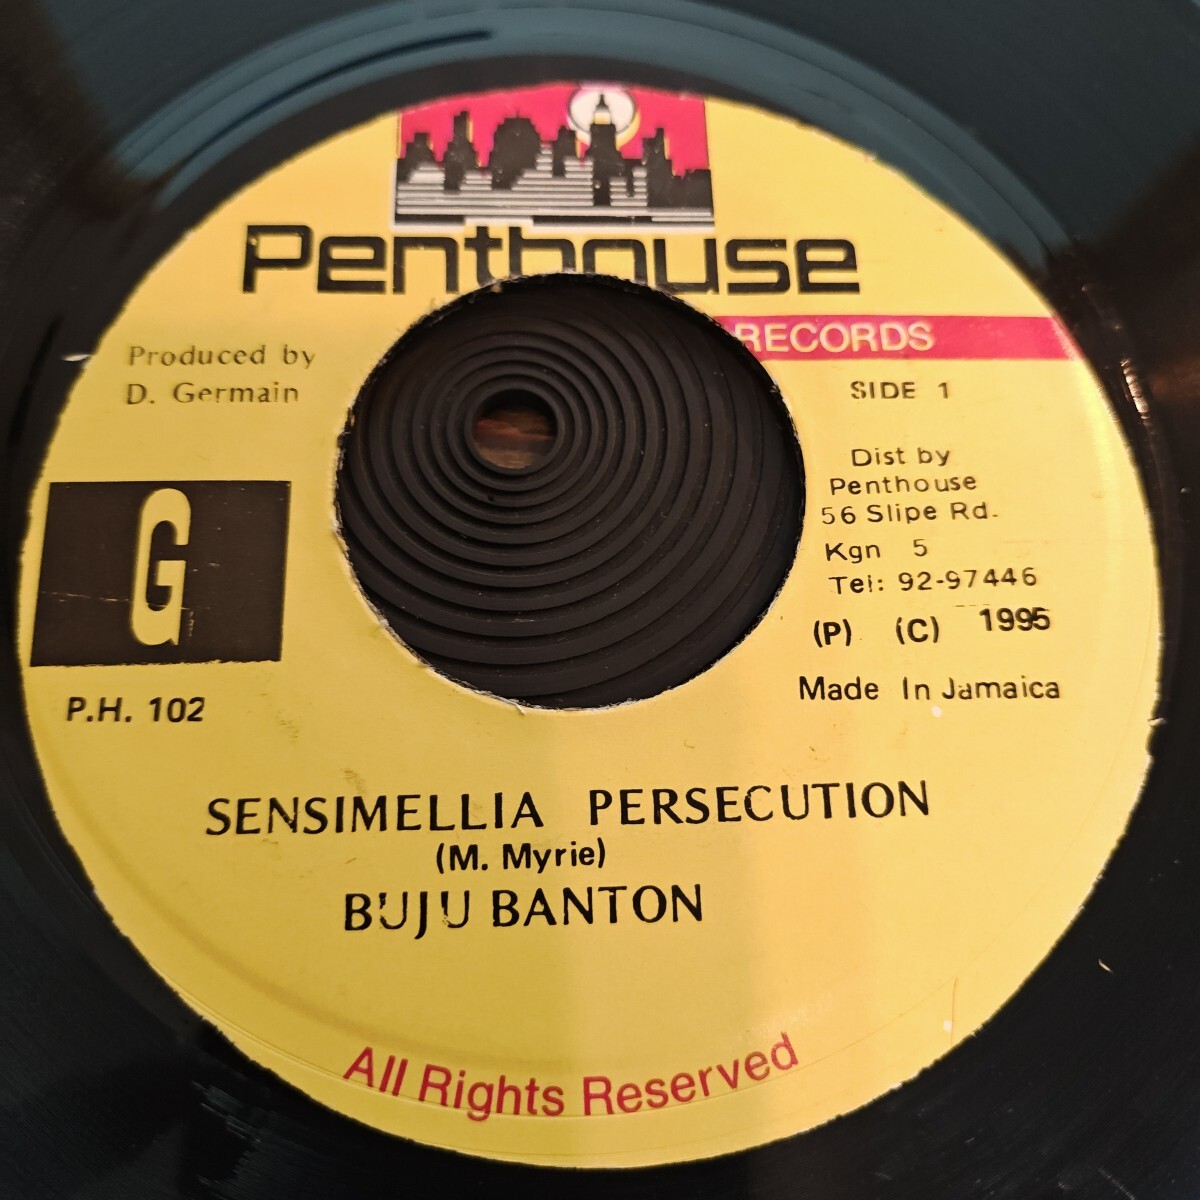 Penthouse
RECORDS
Produced by
D. Germain
SIDE 1
Dist by
Penthouse
56 Slipe Rd.
Kgn 5
Tel: 92-97446
(P) (C) 1995
Made In Jamaica
G
P.H. 102
SENSIMELLIA PERSECUTION
(M. Myrie)
BUJU BANTON
All Rights Reserved